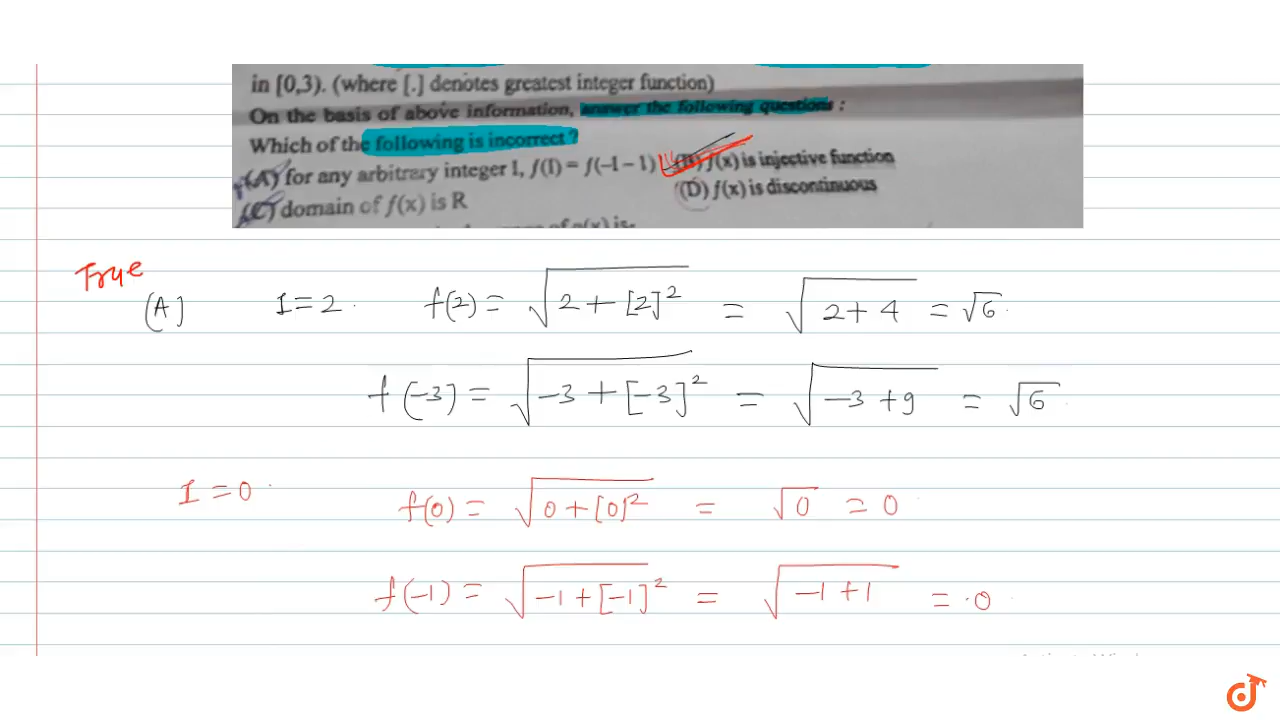 in [0,3). (where [.] denotes greatest integer function)
On the basis of above information, answer the following questions :
Which of the following is incorrect ?
(A) for any arbitrary integer I, f(I) = f(-I - 1) (B) f(x) is injective function
(C) domain of f(x) is R (D) f(x) is discontinuous
True
(A) I = 2 f(2) = √(2 + [2]²) = √(2 + 4) = √6
f(-3) = √(-3 + [-3]²) = √(-3 + 9) = √6
I = 0 f(0) = √(0 + [0]²) = √0 = 0
f(-1) = √(-1 + [-1]²) = √(-1 + 1) = 0